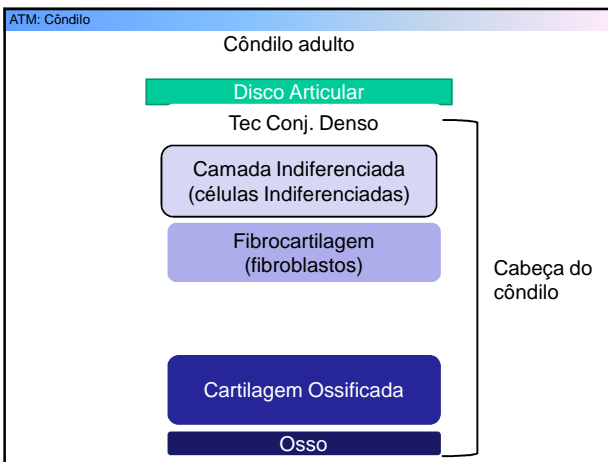 ATM: Côndilo
Côndilo adulto
Disco Articular
Tec Conj. Denso
Camada Indiferenciada
(células Indiferenciadas)
Fibrocartilagem
(fibroblastos)
Cabeça do
côndilo
Cartilagem Ossificada
Osso